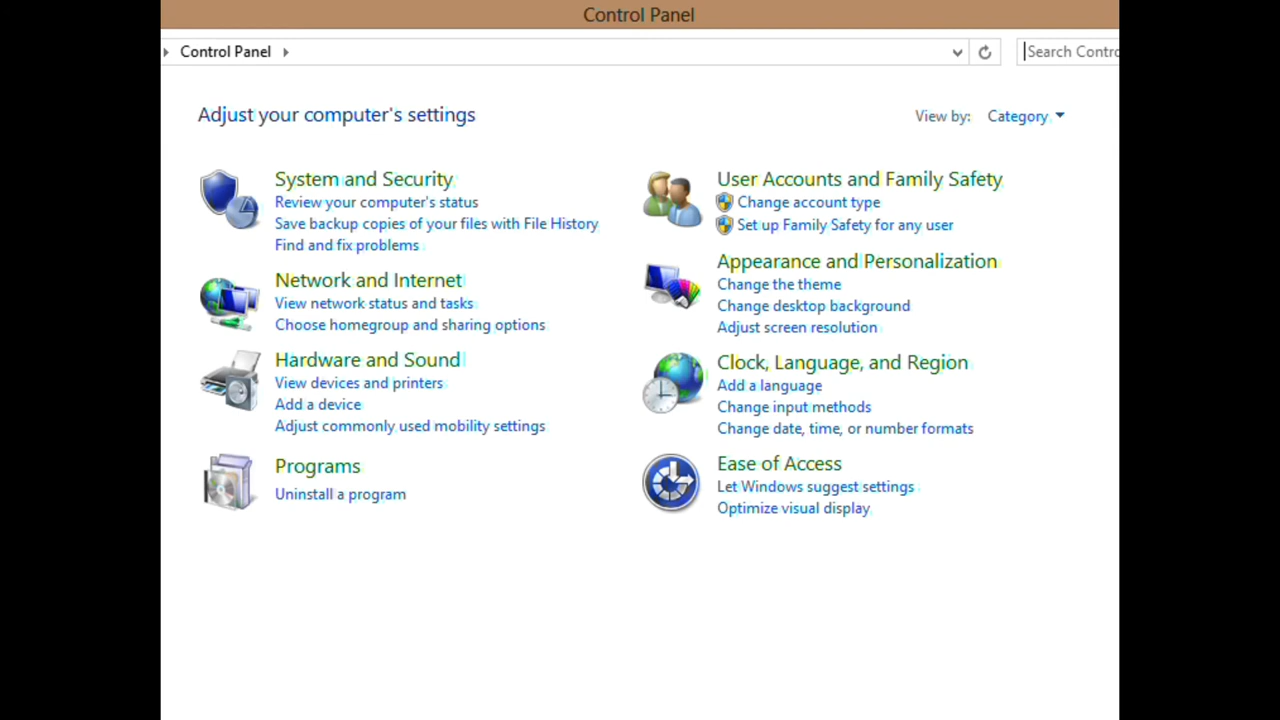 Control Panel
Control Panel
Adjust your computer's settings
View by: Category
System and Security
Review your computer's status
Save backup copies of your files with File History
Find and fix problems
Network and Internet
View network status and tasks
Choose homegroup and sharing options
Hardware and Sound
View devices and printers
Add a device
Adjust commonly used mobility settings
Programs
Uninstall a program
User Accounts and Family Safety
Change account type
Set up Family Safety for any user
Appearance and Personalization
Change the theme
Change desktop background
Adjust screen resolution
Clock, Language, and Region
Add a language
Change input methods
Change date, time, or number formats
Ease of Access
Let Windows suggest settings
Optimize visual display
Search Contro